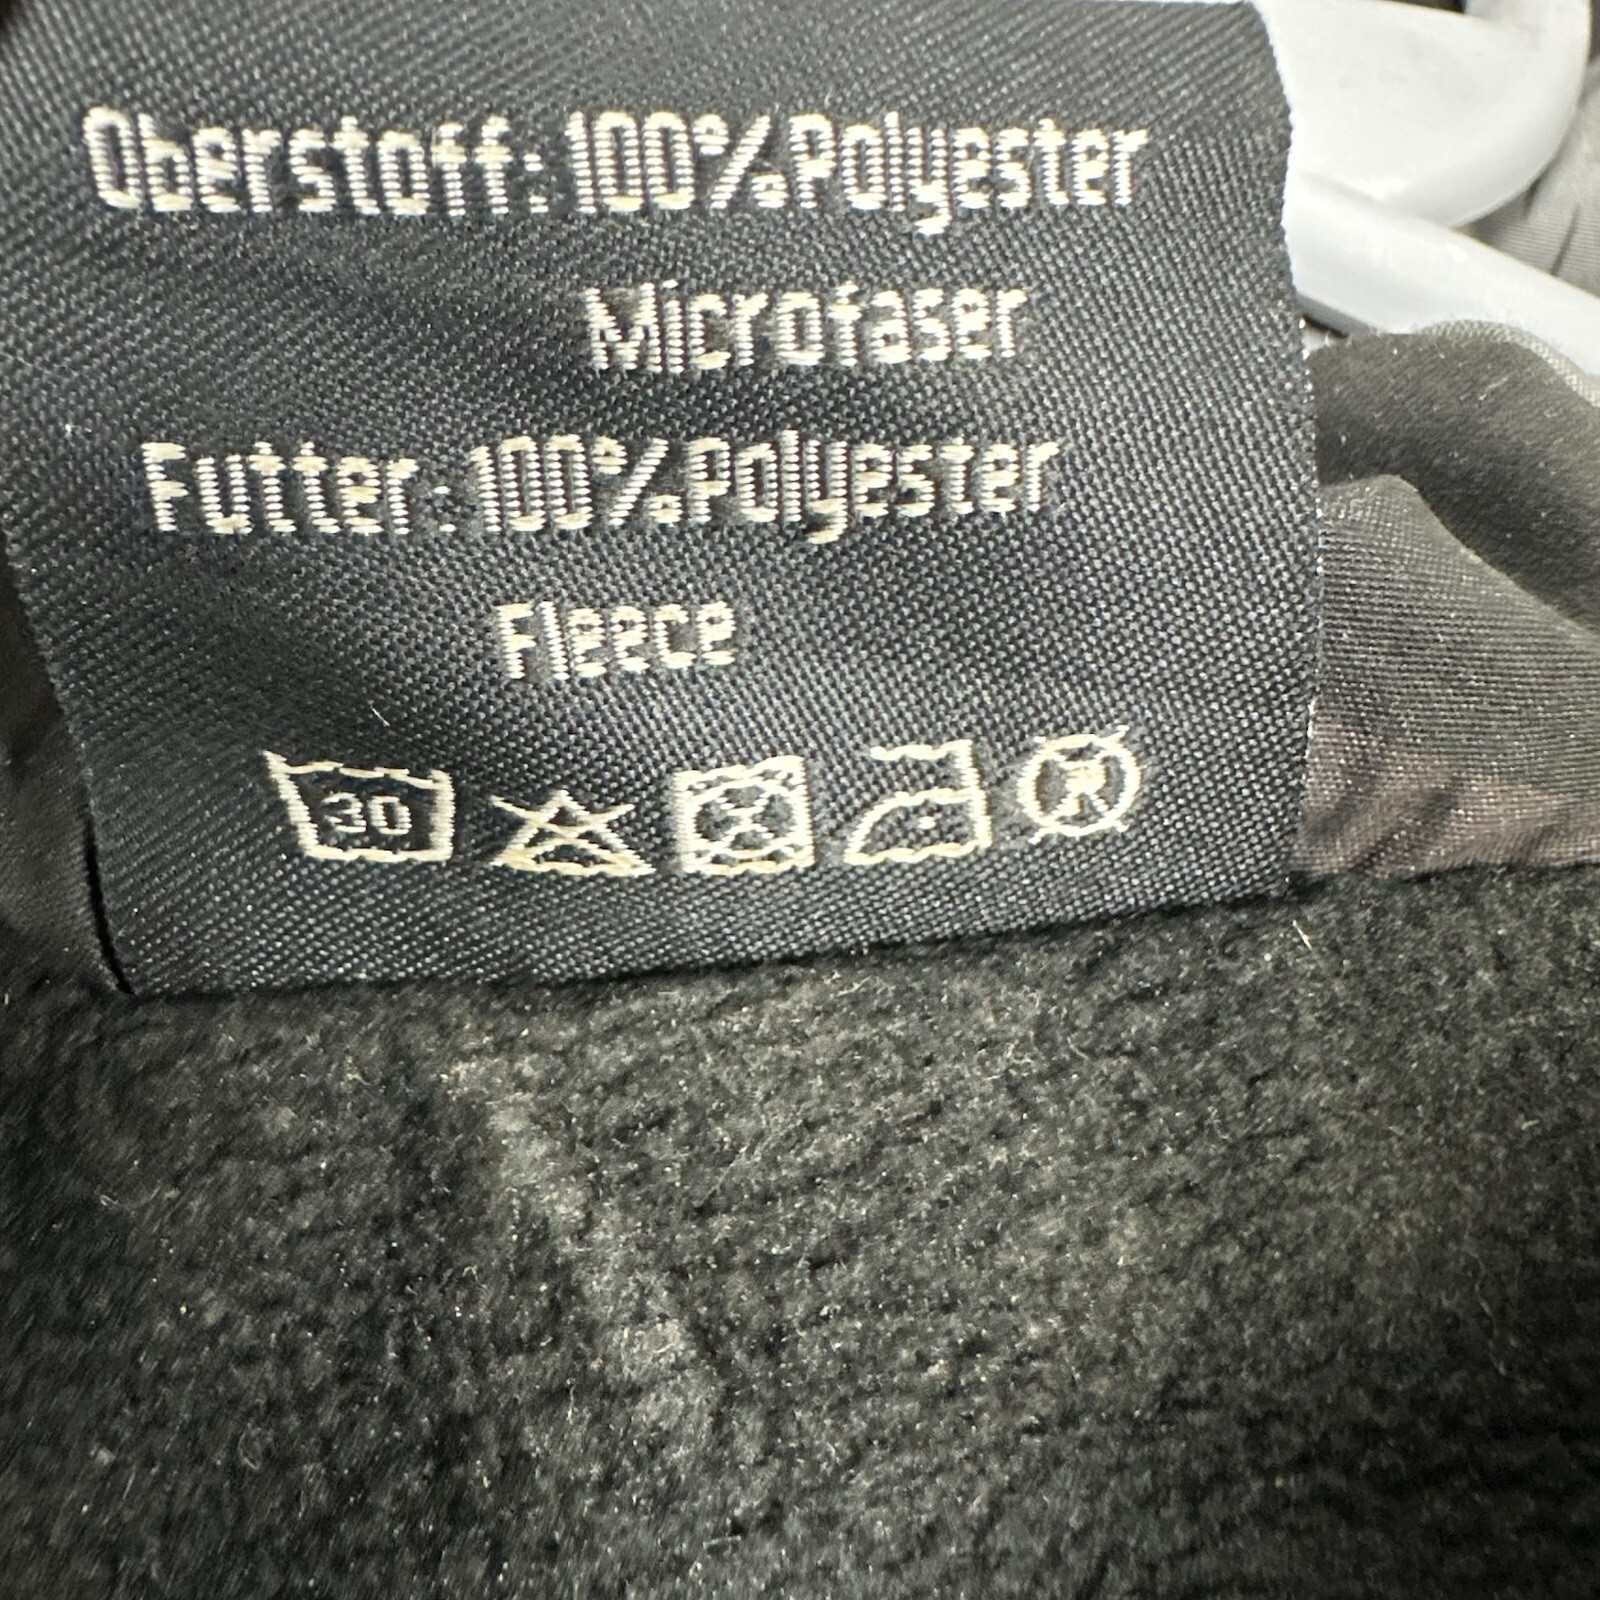 Oberstoff: 100%Polyester
Microfaser
Futter: 100%Polyester
Fleece
30